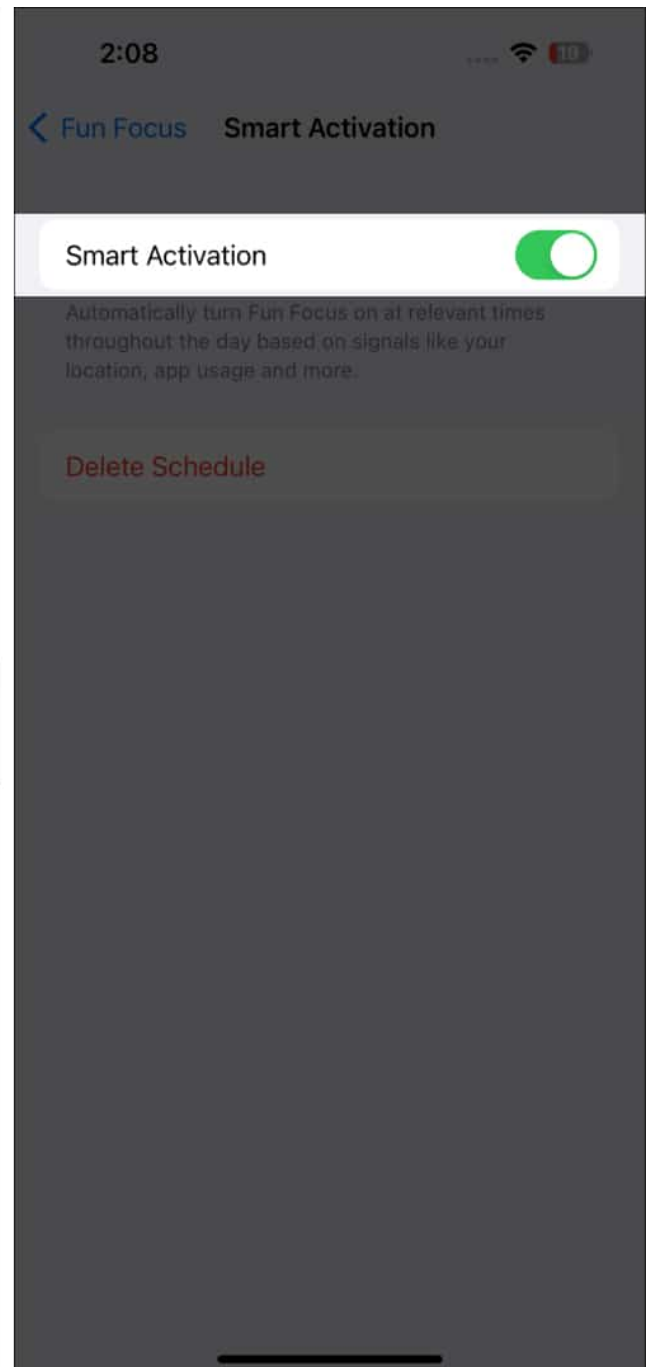 2:08
19
Fun Focus
Smart Activation
Smart Activation
Automatically turn Fun Focus on at relevant times
throughout the day based on signals like your
location, app usage and more.
Delete Schedule